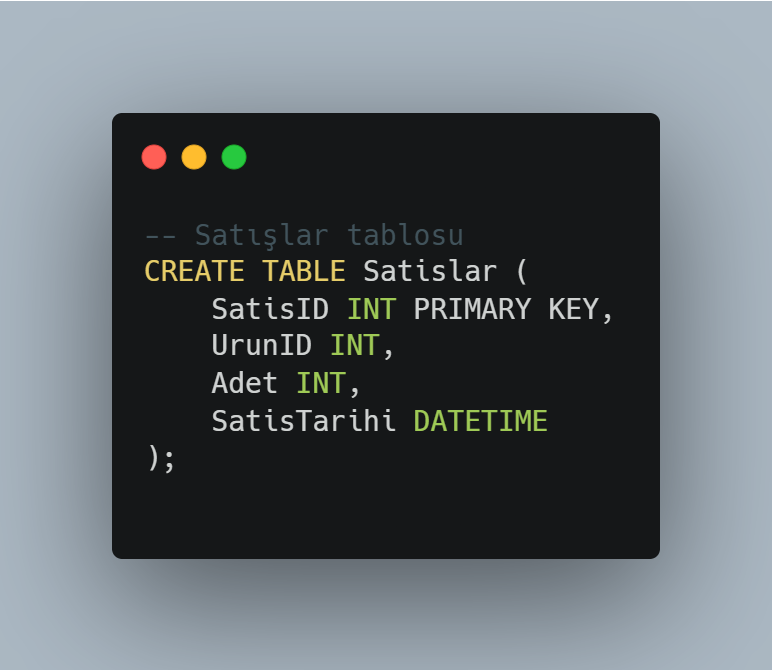 -- Satışlar tablosu
CREATE TABLE Satislar (
    SatisID INT PRIMARY KEY,
    UrunID INT,
    Adet INT,
    SatisTarihi DATETIME
);